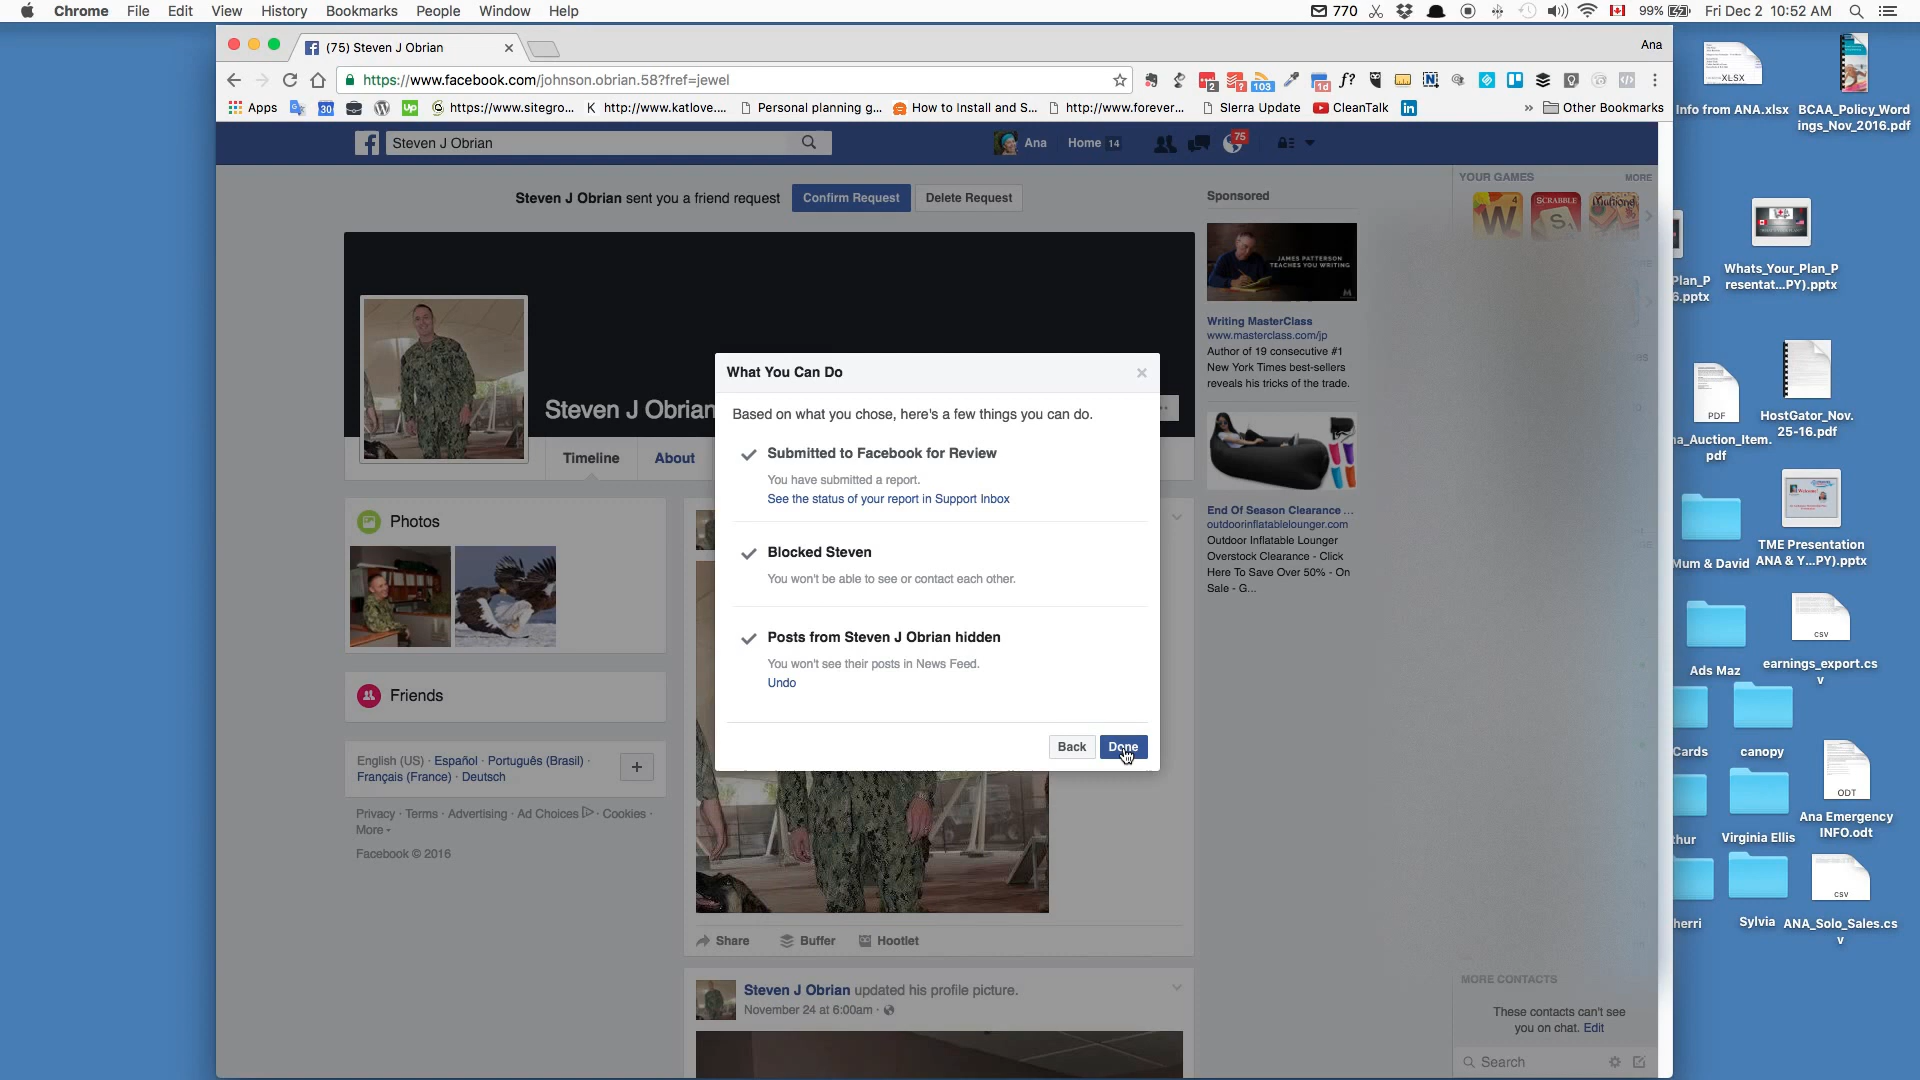 Chrome File Edit View History Bookmarks People Window Help
770 99% Fri Dec 2 10:52 AM
(75) Steven J Obrian
Ana
https://www.facebook.com/johnson.obrian.58?fref=jewel
Apps 30 https://www.sitegro... K http://www.katlove.... Personal planning g... How to Install and S... http://www.forever... SIerra Update CleanTalk » Other Bookmarks
Steven J Obrian
Ana Home 14 75
Steven J Obrian sent you a friend request Confirm Request Delete Request
Steven J Obrian
Timeline About
Photos
Friends
English (US) · Español · Português (Brasil) ·
Français (France) · Deutsch
Privacy · Terms · Advertising · Ad Choices · Cookies ·
More
Facebook © 2016
What You Can Do
Based on what you chose, here's a few things you can do.
Submitted to Facebook for Review
You have submitted a report.
See the status of your report in Support Inbox
Blocked Steven
You won't be able to see or contact each other.
Posts from Steven J Obrian hidden
You won't see their posts in News Feed.
Undo
Back Done
Share Buffer Hootlet
Steven J Obrian updated his profile picture.
November 24 at 6:00am ·
Sponsored
JAMES PATTERSON
TEACHES YOU WRITING
Writing MasterClass
www.masterclass.com/jp
Author of 19 consecutive #1
New York Times best-sellers
reveals his tricks of the trade.
End Of Season Clearance ...
outdoorinflatablelounger.com
Outdoor Inflatable Lounger
Overstock Clearance - Click
Here To Save Over 50% - On
Sale - G...
YOUR GAMES MORE
SCRABBLE
MORE CONTACTS
These contacts can't see
you on chat. Edit
Search
XLSX
Info from ANA.xlsx
BCAA_Policy_Word
ings_Nov_2016.pdf
Plan_P
6.pptx
Whats_Your_Plan_P
resentat...PY).pptx
PDF
na_Auction_Item.
pdf
HostGator_Nov.
25-16.pdf
Mum & David
TME Presentation
ANA & Y...PY).pptx
Ads Maz
csv
earnings_export.cs
v
Cards
canopy
thur
Virginia Ellis
ODT
Ana Emergency
INFO.odt
herri
Sylvia
csv
ANA_Solo_Sales.cs
v